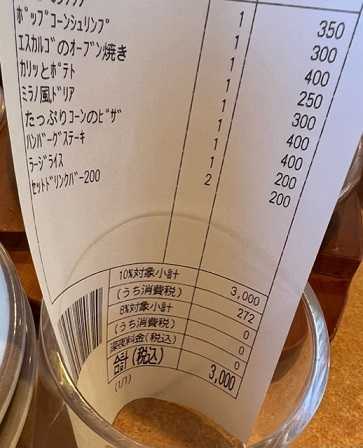 1 350
ポップコーンシュリンプ 1 300
エスカルゴのオーブン焼き 1 400
カリッとポテト 1 250
ミラノ風ドリア 1 300
たっぷりコーンのピザ 1 400
ハンバーグステーキ 1 400
ラージライス 1 200
セットドリンクバー200 2 200
10%対象小計 3,000
(うち消費税) 272
8%対象小計 0
(うち消費税) 0
深夜料金(税込) 0
合計(税込) 3,000
(1/1)